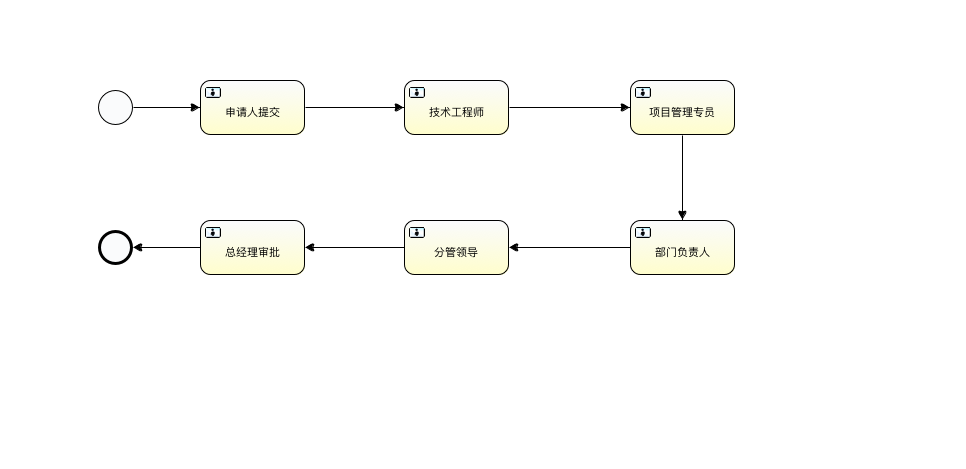 申请人提交
技术工程师
项目管理专员
总经理审批
分管领导
部门负责人